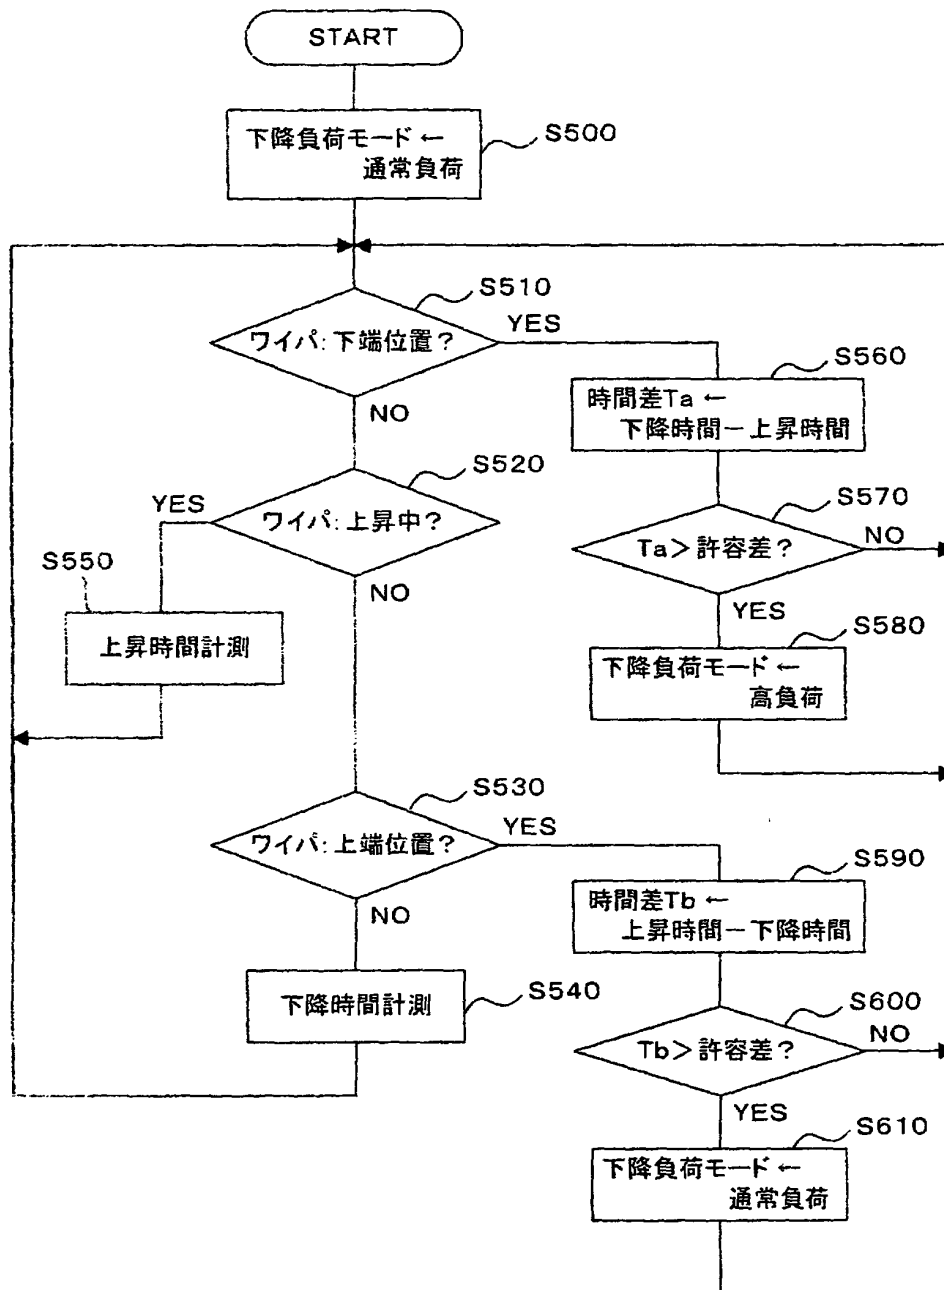 START
下降負荷モード ←
通常負荷
S500
S510
ワイパ: 下端位置?
YES
NO
S560
時間差Ta ←
下降時間－上昇時間
S520
ワイパ: 上昇中?
YES
NO
S570
Ta＞許容差?
NO
YES
S550
上昇時間計測
S580
下降負荷モード ←
高負荷
S530
ワイパ: 上端位置?
YES
NO
S590
時間差Tb ←
上昇時間－下降時間
S540
下降時間計測
S600
Tb＞許容差?
NO
YES
S610
下降負荷モード ←
通常負荷